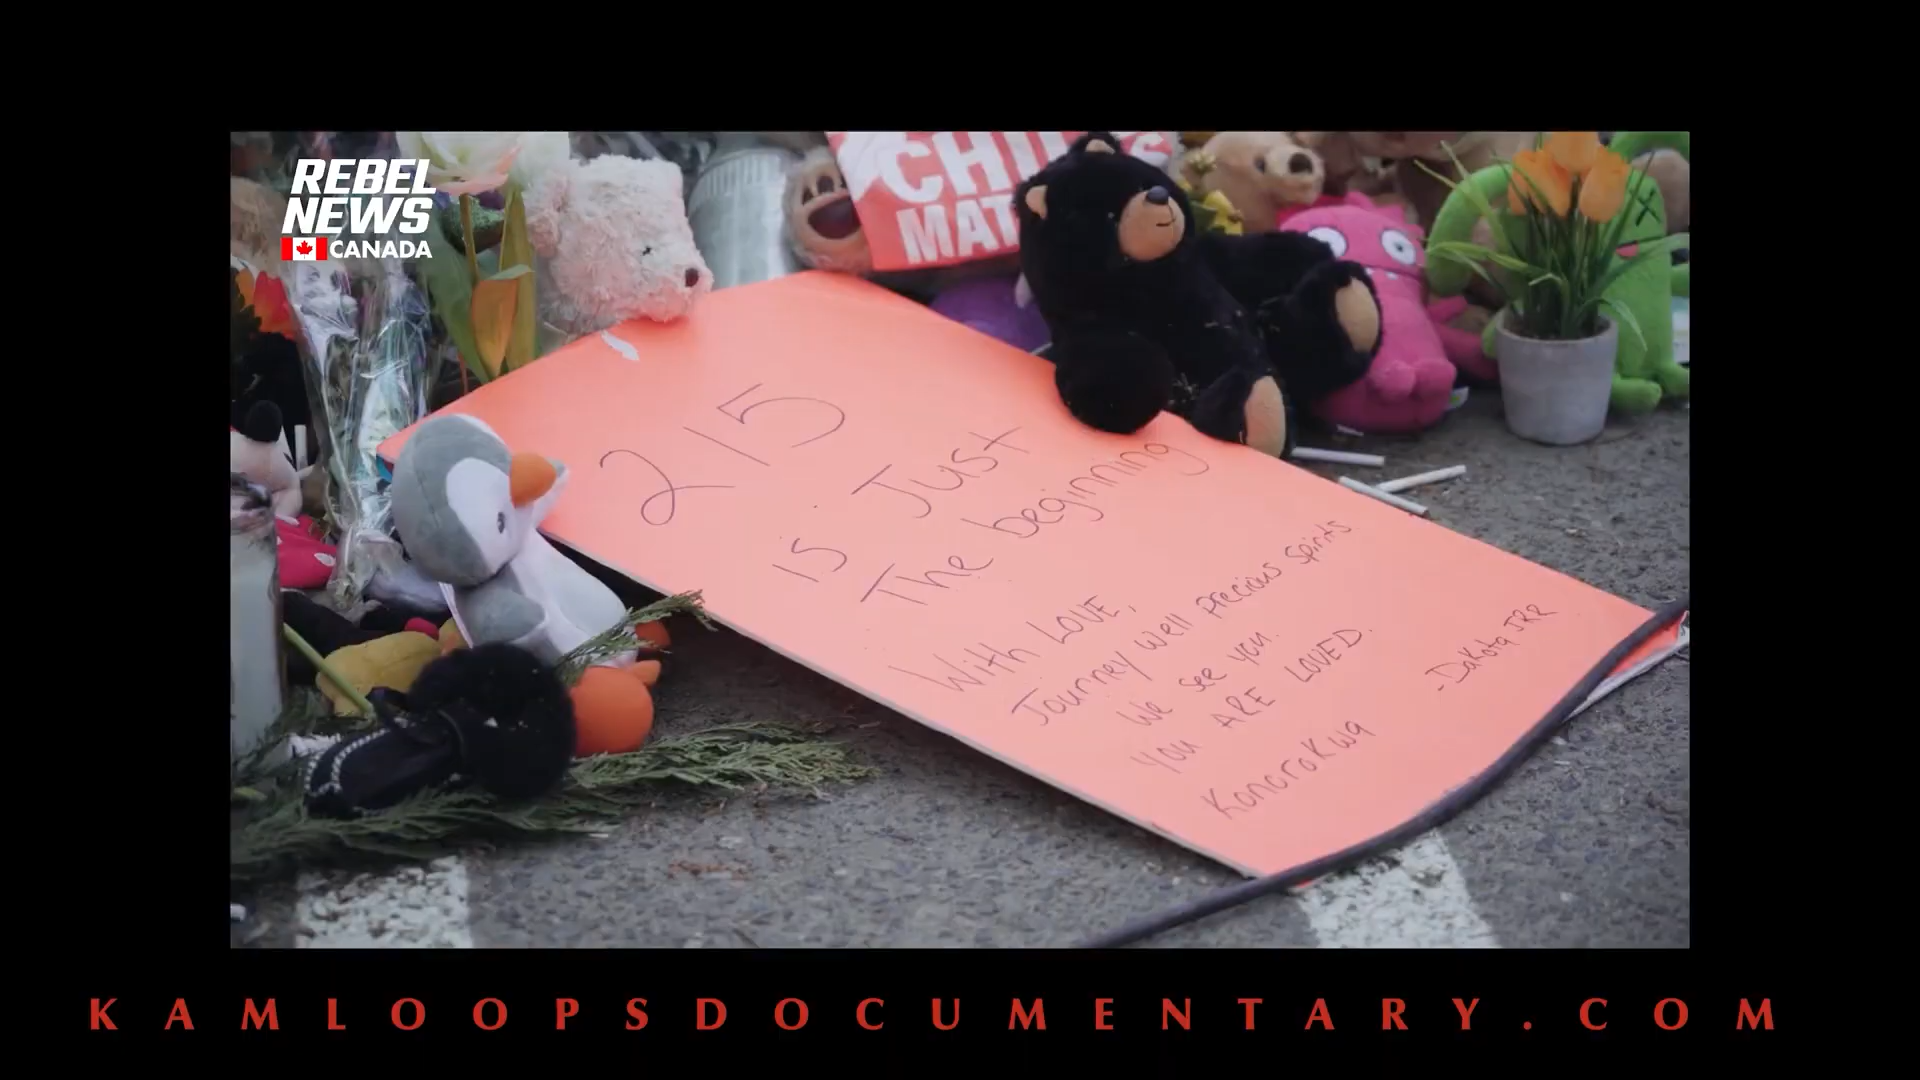 REBEL
NEWS
CANADA
MAT
215
is Just
The beginning
With LOVE,
Journey well precious spirits
We see you.
you ARE LOVED.
KonoroKwa
-Dakota JRR
KAMLOOPSDOCUMENTARY.COM